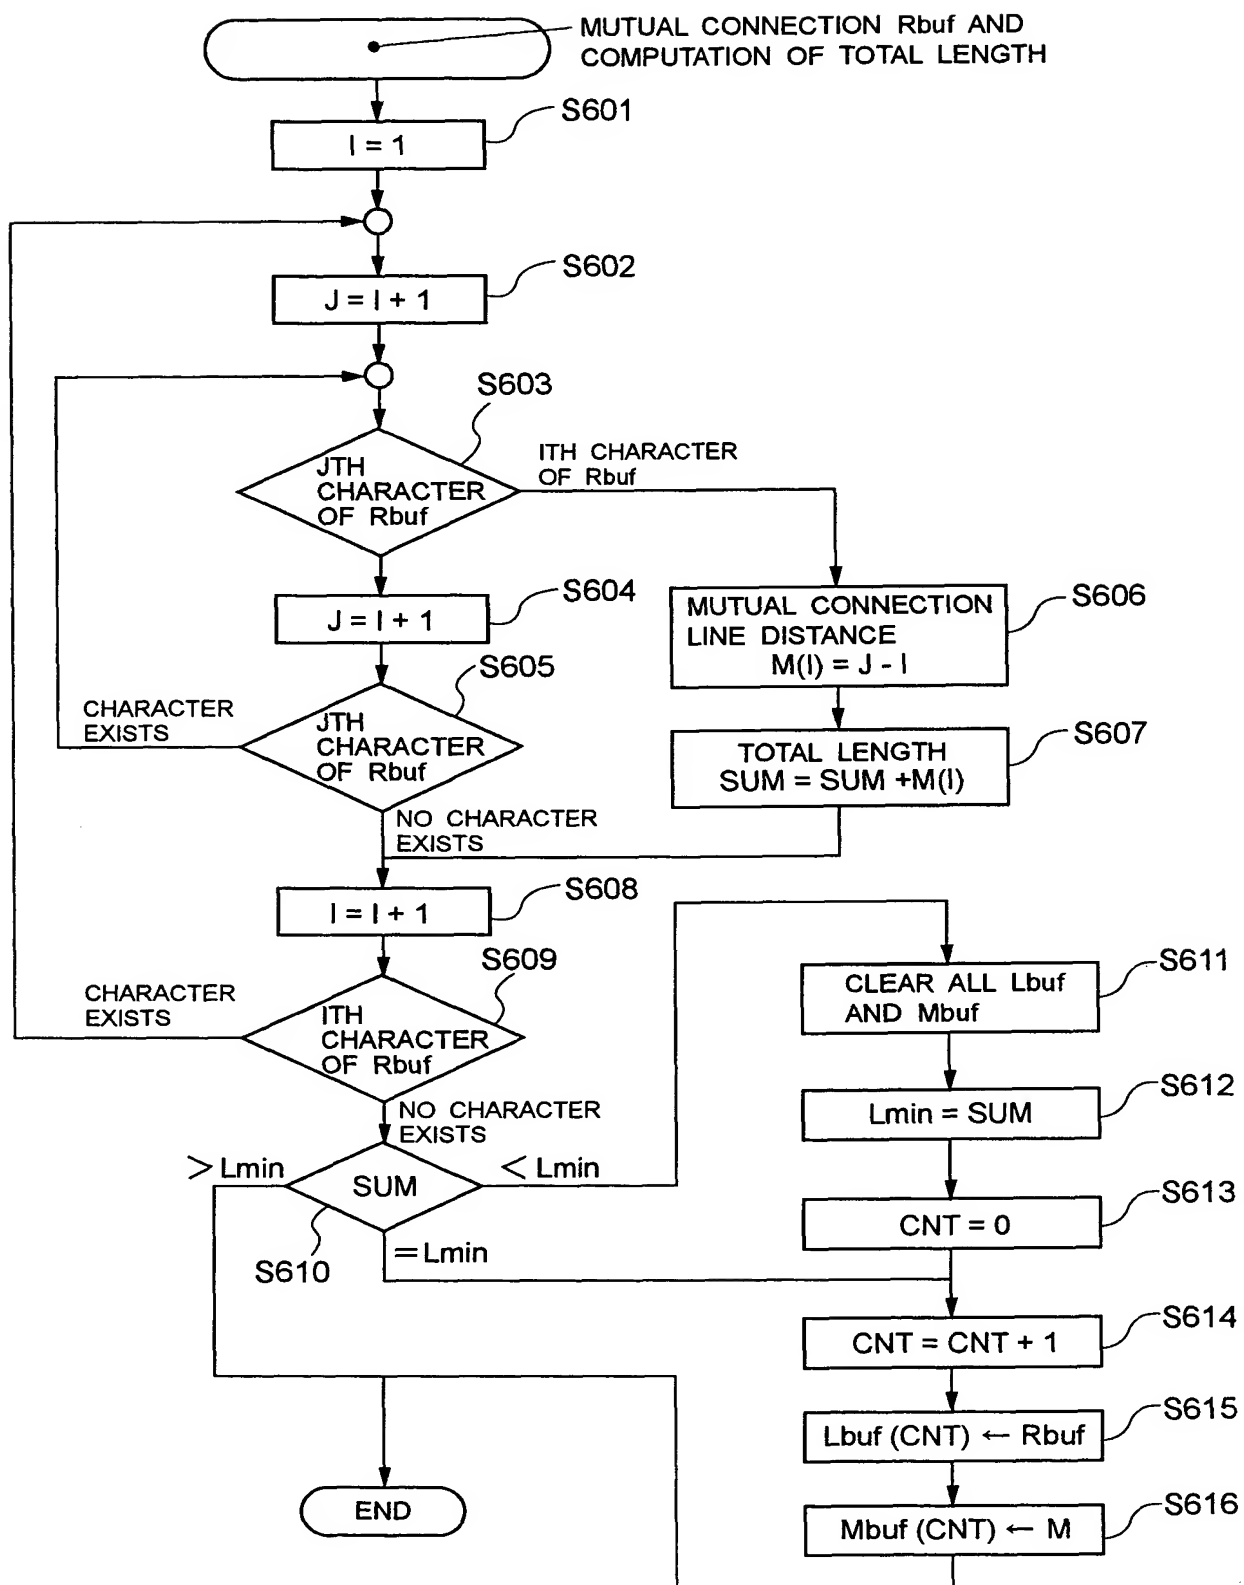 MUTUAL CONNECTION Rbuf AND
COMPUTATION OF TOTAL LENGTH
S601
I = 1
S602
J = I + 1
S603
JTH
CHARACTER
OF Rbuf
ITH CHARACTER
OF Rbuf
S604
J = I + 1
S606
MUTUAL CONNECTION
LINE DISTANCE
M(I) = J - I
S605
JTH
CHARACTER
OF Rbuf
CHARACTER
EXISTS
S607
TOTAL LENGTH
SUM = SUM +M(I)
NO CHARACTER
EXISTS
S608
I = I + 1
S609
ITH
CHARACTER
OF Rbuf
CHARACTER
EXISTS
S611
CLEAR ALL Lbuf
AND Mbuf
NO CHARACTER
EXISTS
S612
Lmin = SUM
> Lmin
SUM
< Lmin
S610
= Lmin
S613
CNT = 0
S614
CNT = CNT + 1
S615
Lbuf (CNT) ← Rbuf
S616
Mbuf (CNT) ← M
END